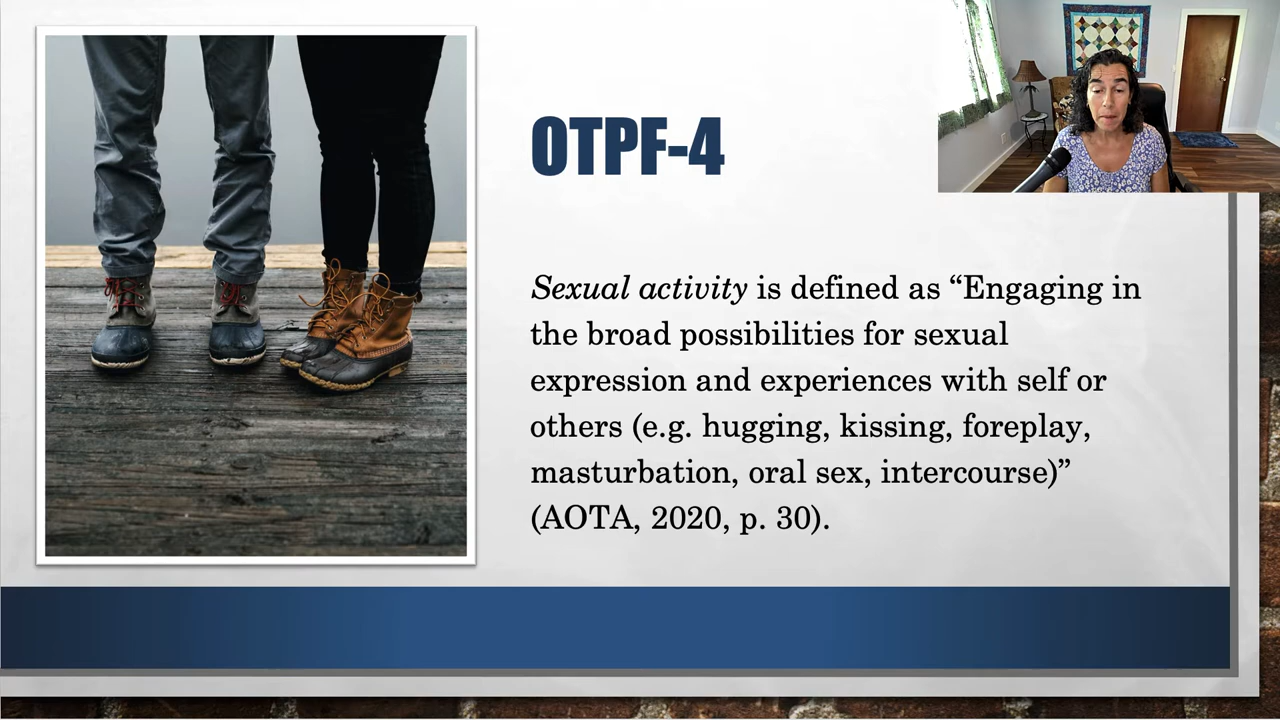 OTPF-4
Sexual activity is defined as “Engaging in
the broad possibilities for sexual
expression and experiences with self or
others (e.g. hugging, kissing, foreplay,
masturbation, oral sex, intercourse)”
(AOTA, 2020, p. 30).